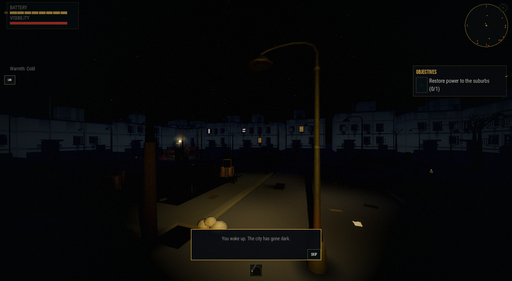 BATTERY
VISIBILITY
Warmth: Cold
OBJECTIVES
Restore power to the suburbs
(0/1)
You wake up. The city has gone dark.
SKIP